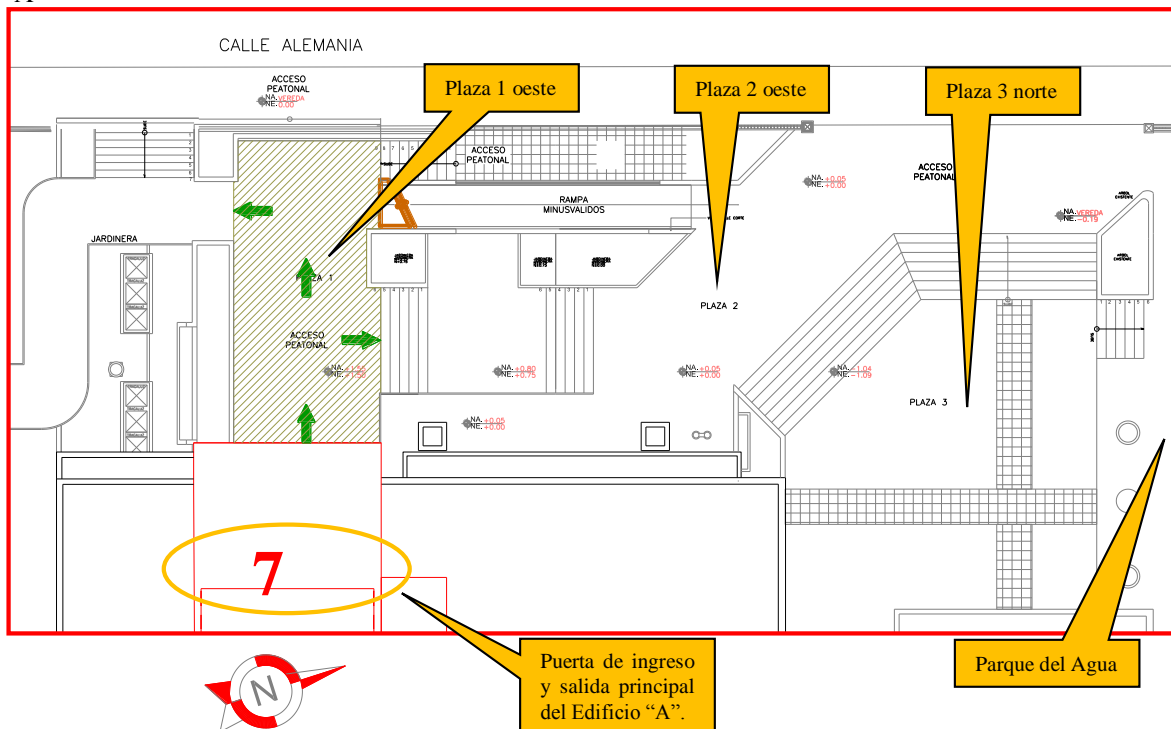 CALLE ALEMANIA
ACCESO
PEATONAL
NA. VEREDA
NE. 0.00
Plaza 1 oeste
Plaza 2 oeste
Plaza 3 norte
ACCESO
PEATONAL
ACCESO
PEATONAL
NA. +0.05
NE. +0.00
RAMPA
MINUSVALIDOS
NA. VEREDA
NE. -0.19
ARBOL
EXISTENTE
ARBOL
EXISTENTE
JARDINERA
PLAZA 1
PLAZA 2
ACCESO
PEATONAL
NA. +0.80
NE. +0.75
NA. +0.05
NE. +0.00
NA. -1.04
NE. -1.09
PLAZA 3
NA. +0.05
NE. +0.00
7
Puerta de ingreso
y salida principal
del Edificio “A”.
Parque del Agua
N